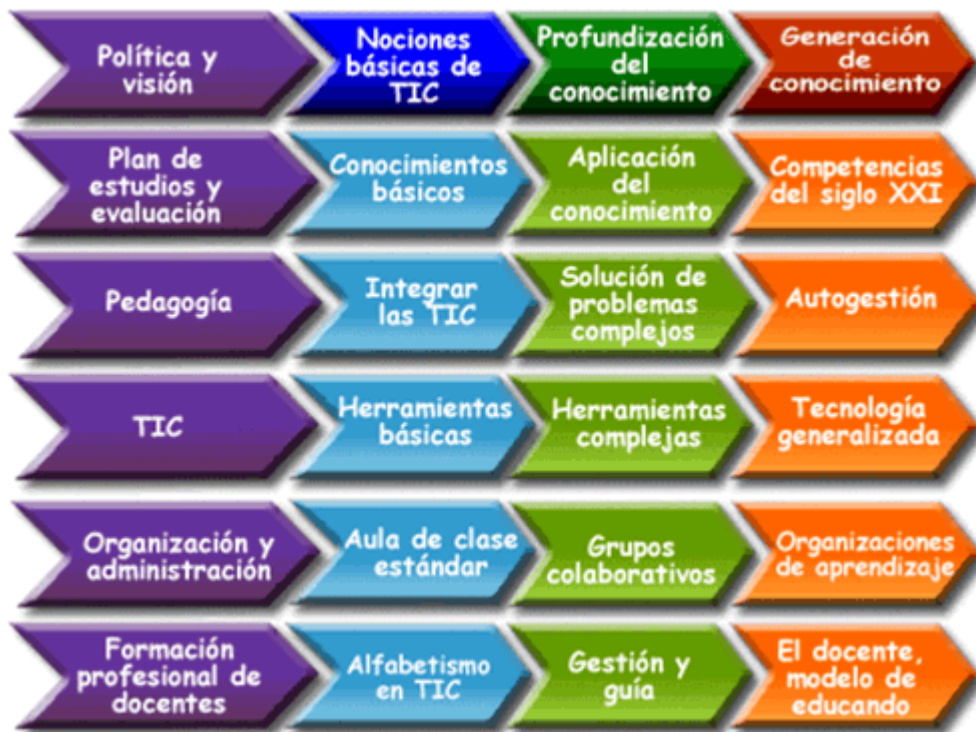 Política y
visión
Nociones
básicas de
TIC
Profundización
del
conocimiento
Generación
de
conocimiento
Plan de
estudios y
evaluación
Conocimientos
básicos
Aplicación
del
conocimiento
Competencias
del siglo XXI
Pedagogía
Integrar
las TIC
Solución de
problemas
complejos
Autogestión
TIC
Herramientas
básicas
Herramientas
complejas
Tecnología
generalizada
Organización y
administración
Aula de clase
estándar
Grupos
colaborativos
Organizaciones
de aprendizaje
Formación
profesional de
docentes
Alfabetismo
en TIC
Gestión y
guía
El docente,
modelo de
educando